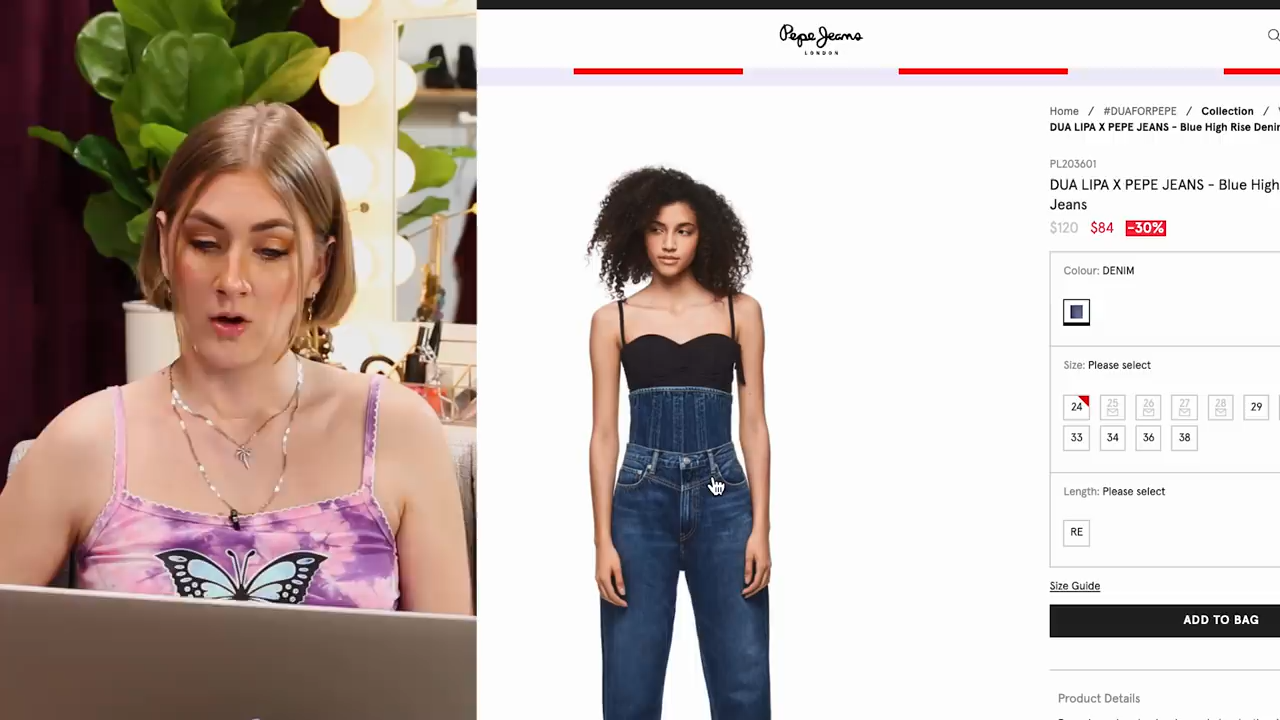 Pepe Jeans
LONDON
Home / #DUAFORPEPE / Collection /
DUA LIPA X PEPE JEANS - Blue High Rise
PL203601
DUA LIPA X PEPE JEANS - Blue High
Jeans
$120 $84 -30%
Colour: DENIM
Size: Please select
24 25 26 27 28 29
33 34 36 38
Length: Please select
RE
Size Guide
ADD TO BAG
Product Details